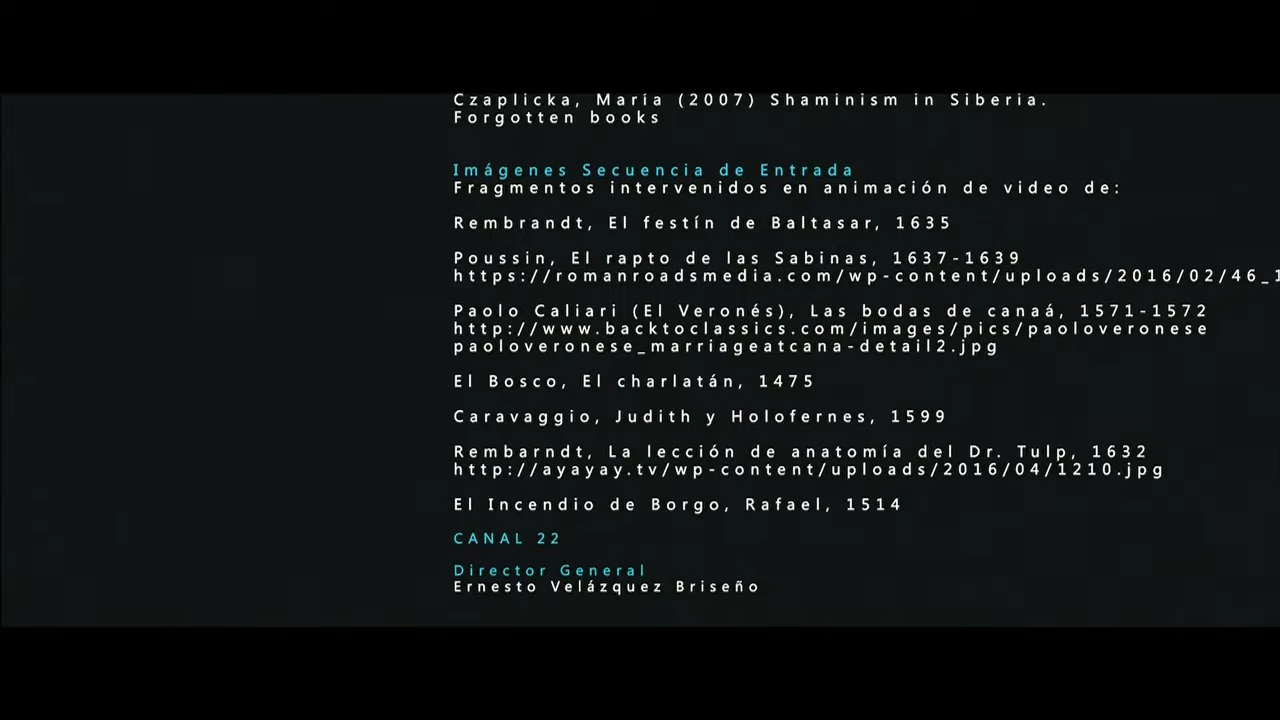 Czaplicka, María (2007) Shaminism in Siberia.
Forgotten books
Imágenes Secuencia de Entrada
Fragmentos intervenidos en animación de video de:
Rembrandt, El festín de Baltasar, 1635
Poussin, El rapto de las Sabinas, 1637-1639
https://romanroadsmedia.com/wp-content/uploads/2016/02/46_1
Paolo Caliari (El Veronés), Las bodas de canaá, 1571-1572
http://www.backtoclassics.com/images/pics/paoloveronese
paoloveronese_marriageatcana-detail2.jpg
El Bosco, El charlatán, 1475
Caravaggio, Judith y Holofernes, 1599
Rembarndt, La lección de anatomía del Dr. Tulp, 1632
http://ayayay.tv/wp-content/uploads/2016/04/1210.jpg
El Incendio de Borgo, Rafael, 1514
CANAL 22
Director General
Ernesto Velázquez Briseño